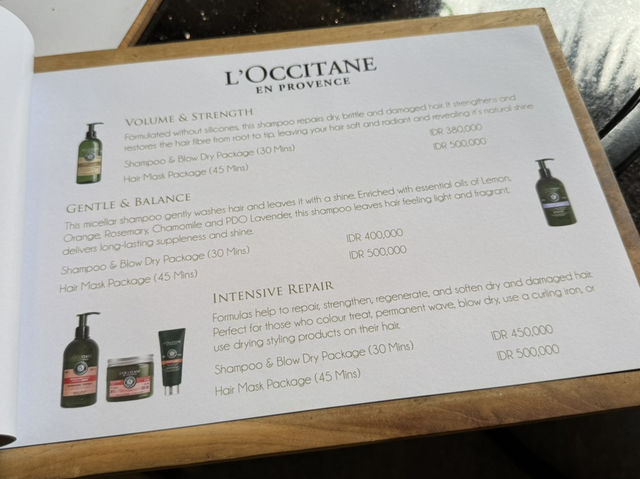 L'OCCITANE
EN PROVENCE
VOLUME & STRENGTH
Formulated without silicones, this shampoo repairs dry, brittle and damaged hair. It strengthens and
restores the hair fibre from root to tip, leaving your hair soft and radiant and revealing it's natural shine.
Shampoo & Blow Dry Package (30 Mins) IDR 380,000
Hair Mask Package (45 Mins) IDR 500,000
GENTLE & BALANCE
This micellar shampoo gently washes hair and leaves it with a shine. Enriched with essential oils of Lemon,
Orange, Rosemary, Chamomile and PDO Lavender, this shampoo leaves hair feeling light and fragrant,
delivers long-lasting suppleness and shine.
Shampoo & Blow Dry Package (30 Mins) IDR 400,000
Hair Mask Package (45 Mins) IDR 500,000
INTENSIVE REPAIR
Formulas help to repair, strengthen, regenerate, and soften dry and damaged hair.
Perfect for those who colour treat, permanent wave, blow dry, use a curling iron, or
use drying styling products on their hair.
Shampoo & Blow Dry Package (30 Mins) IDR 450,000
Hair Mask Package (45 Mins) IDR 500,000